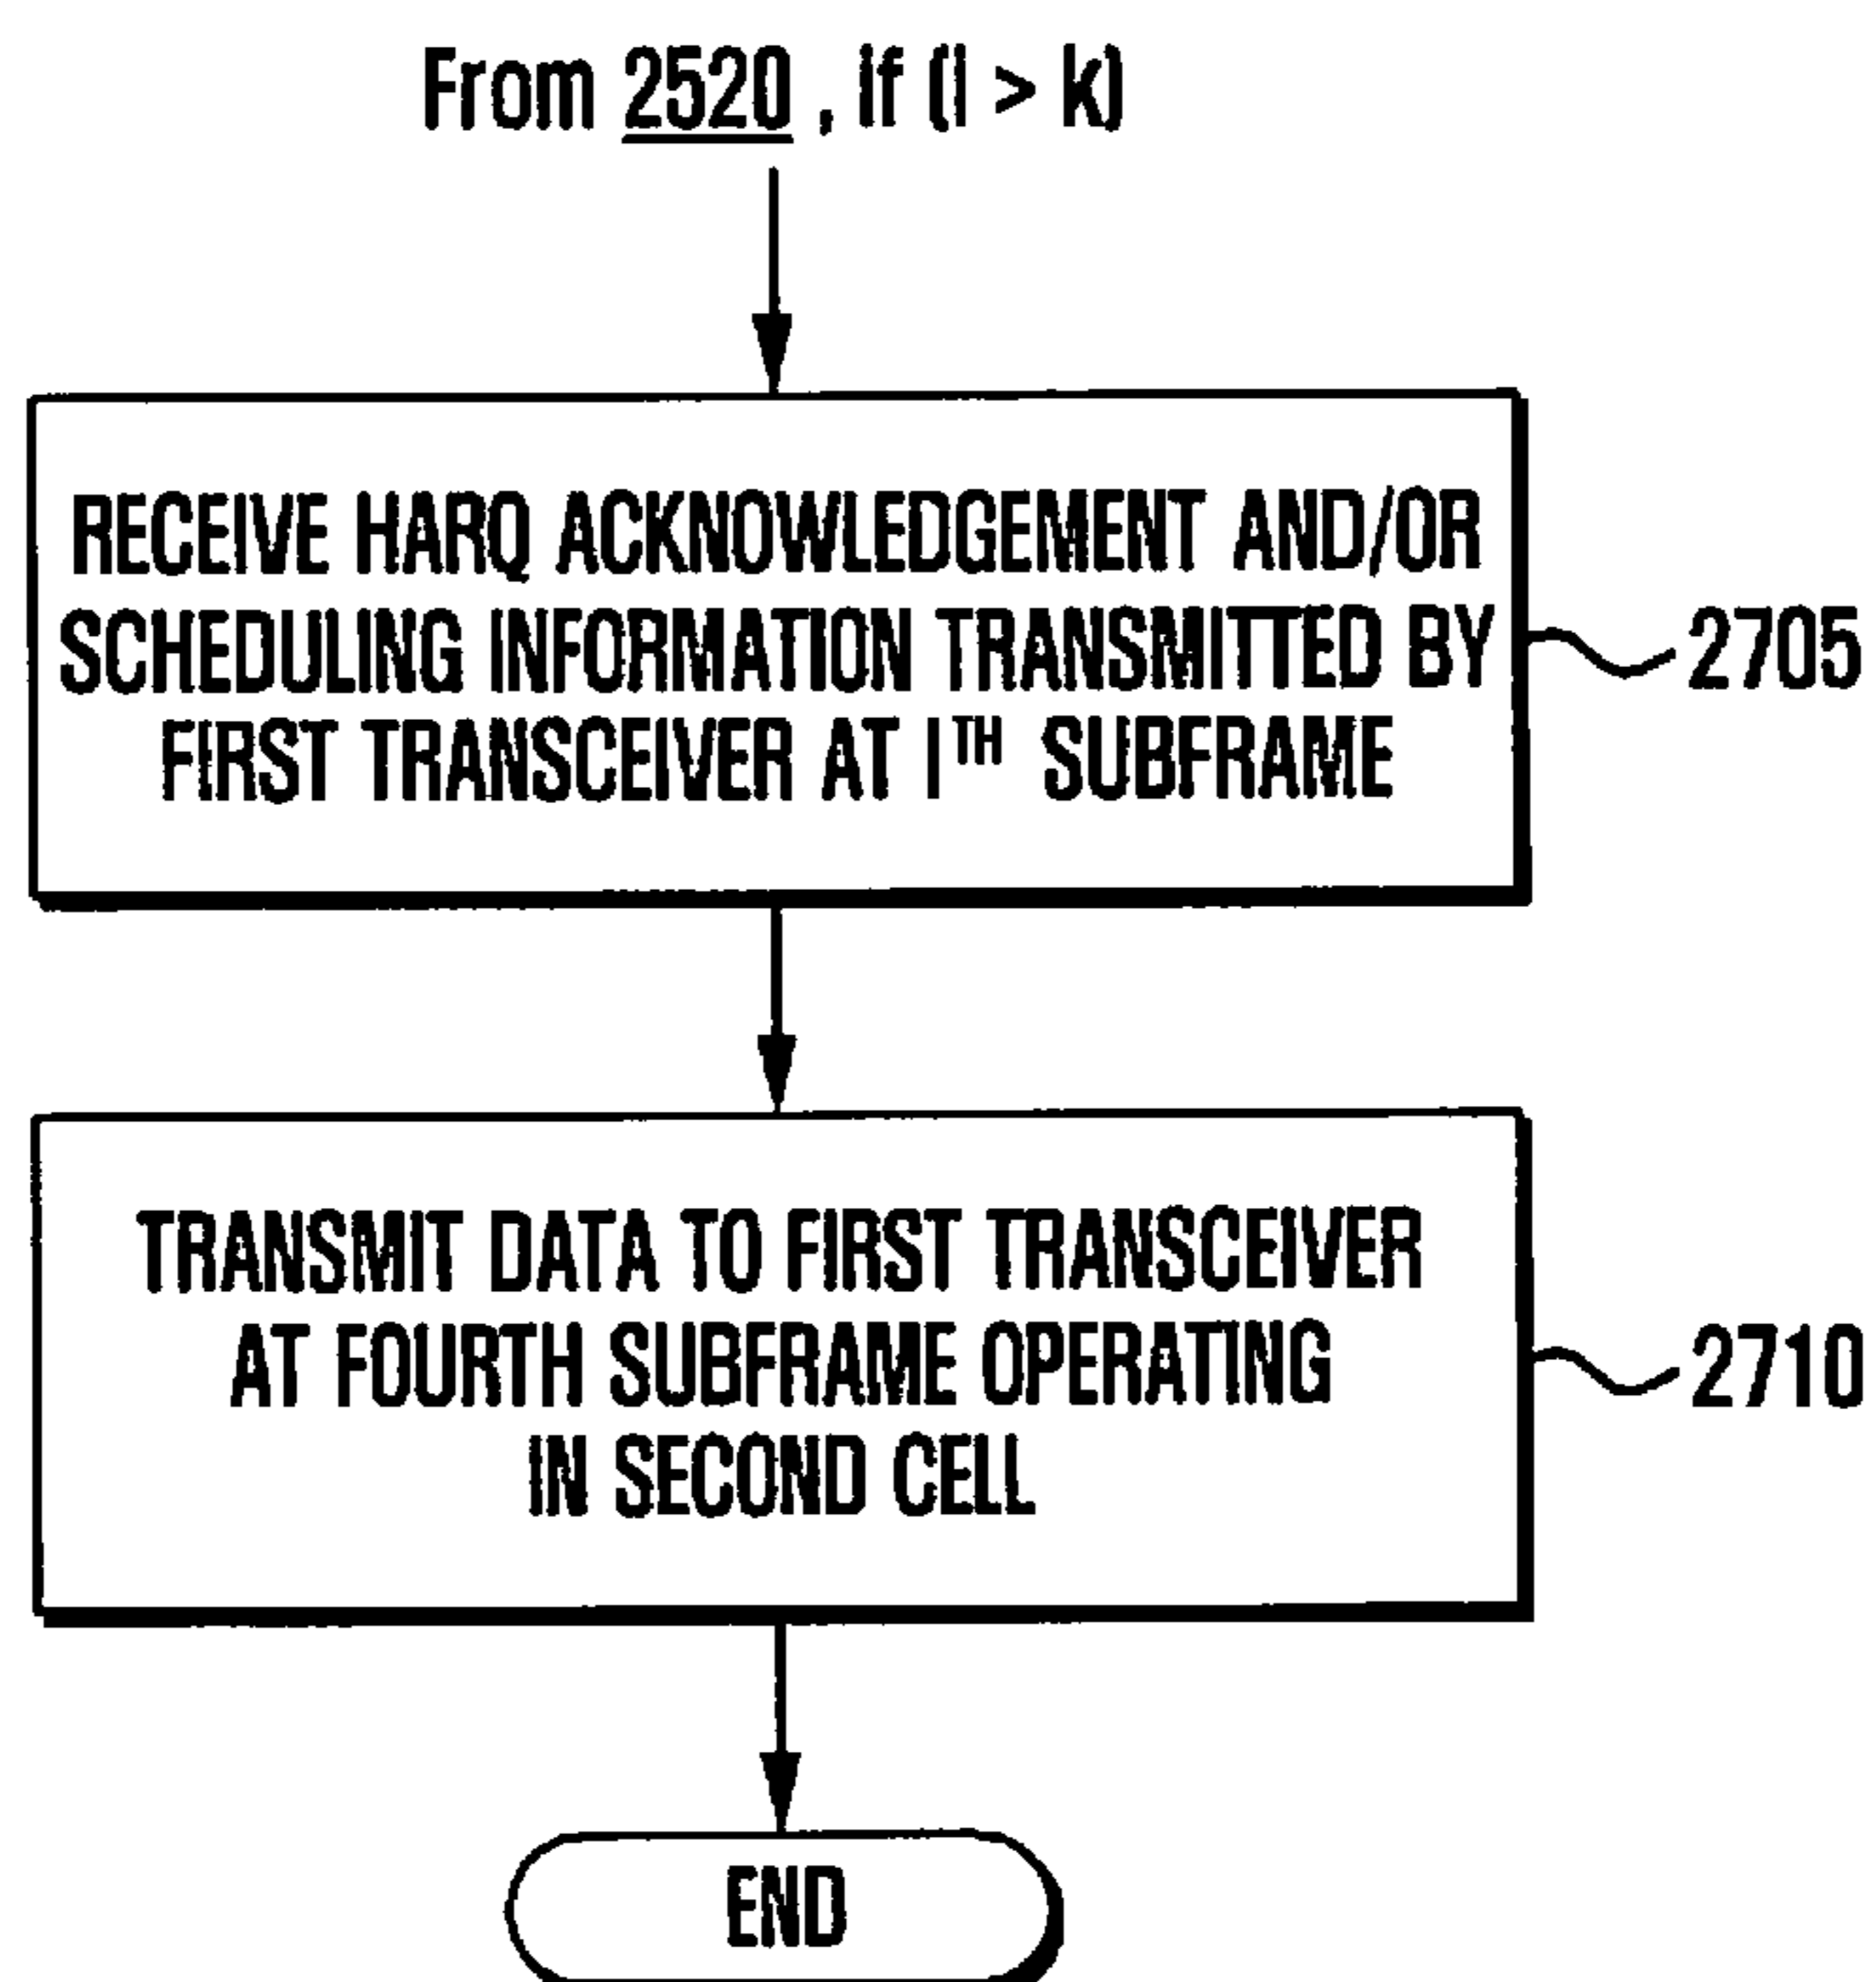 From 2520 , if (l > k)
RECEIVE HARQ ACKNOWLEDGEMENT AND/OR
SCHEDULING INFORMATION TRANSMITTED BY
FIRST TRANSCEIVER AT lTH SUBFRAME
2705
TRANSMIT DATA TO FIRST TRANSCEIVER
AT FOURTH SUBFRAME OPERATING
IN SECOND CELL
2710
END